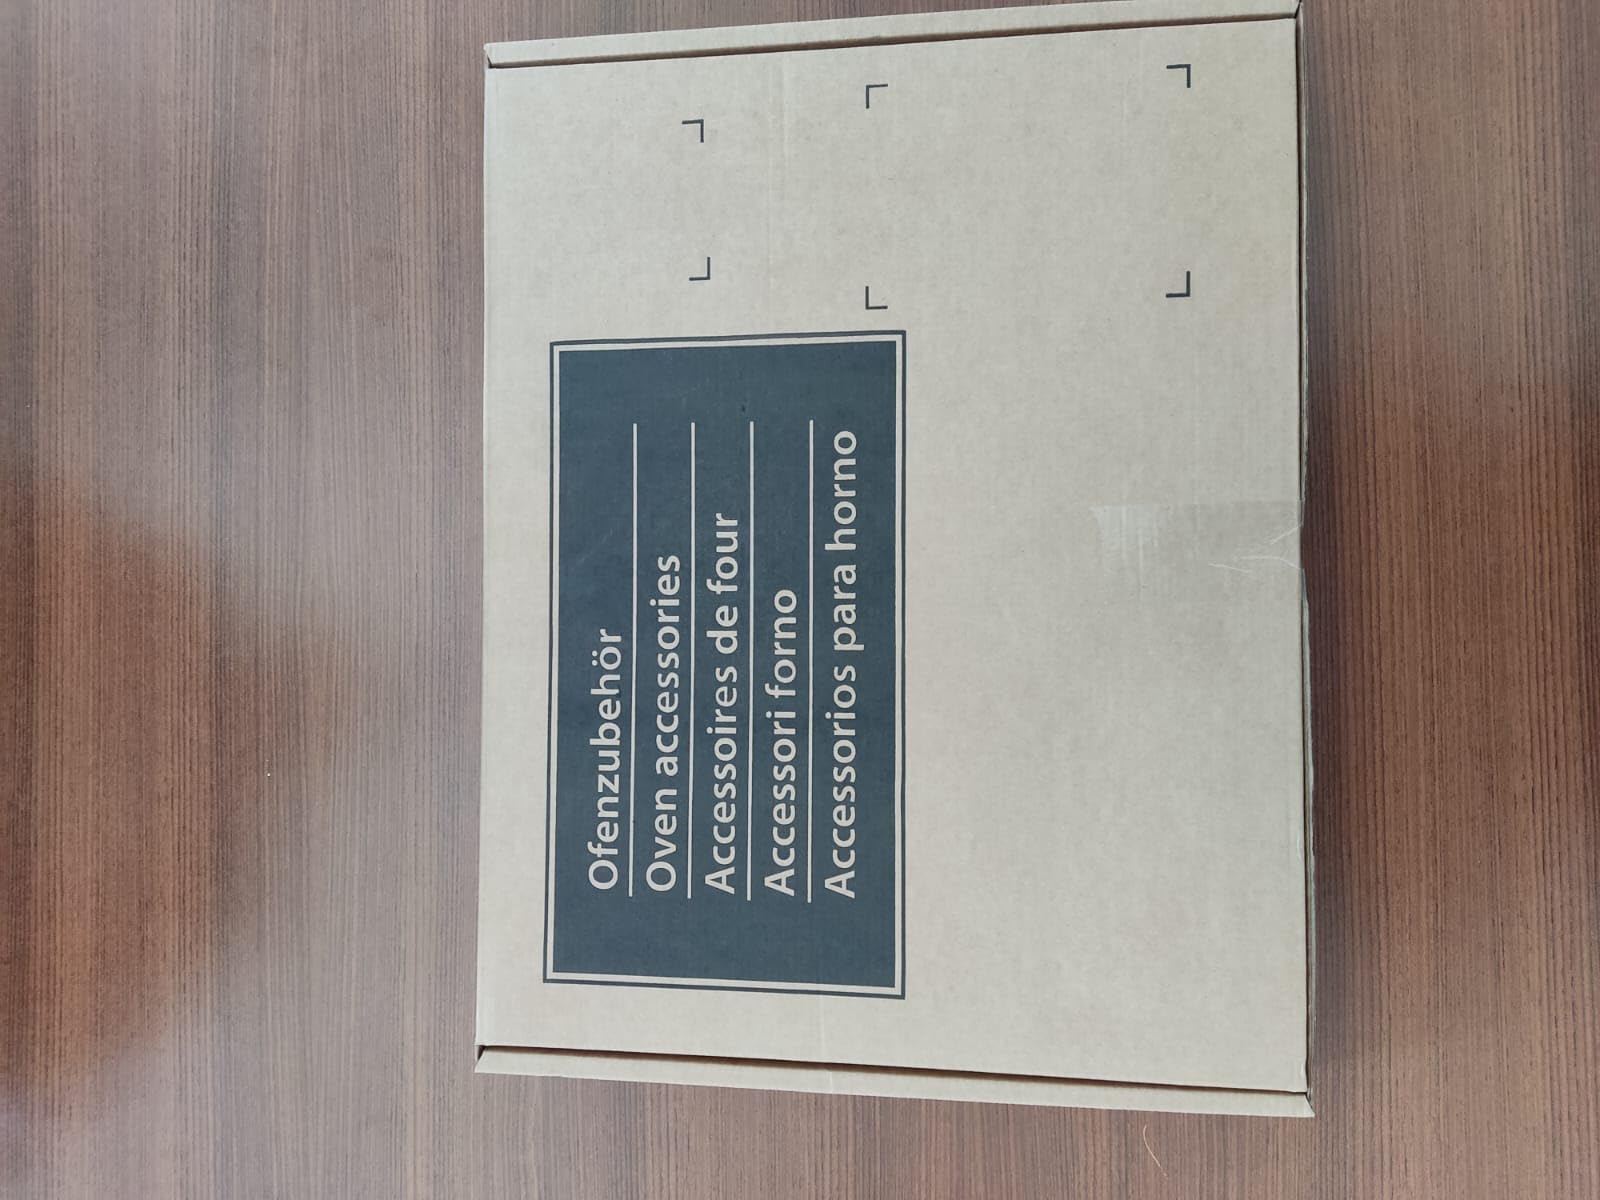 Ofenzubehör
Oven accessories
Accessoires de four
Accessori forno
Accessorios para horno